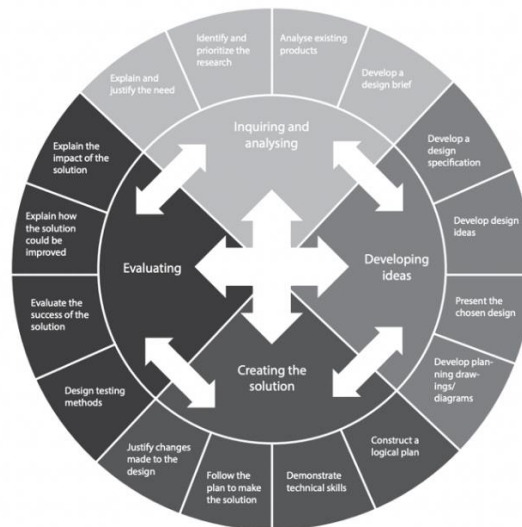 Identify and
prioritize the
research
Analyse existing
products
Explain and
justify the need
Develop a
design brief
Inquiring and
analysing
Explain the
impact of the
solution
Develop a
design
specification
Explain how
the solution
could be
improved
Develop design
ideas
Evaluating
Developing
ideas
Evaluate the
success of the
solution
Present the
chosen design
Creating the
solution
Design testing
methods
Develop plan-
ning draw-
ings/
diagrams
Justify changes
made to the
design
Follow the
plan to make
the solution
Demonstrate
technical skills
Construct a
logical plan